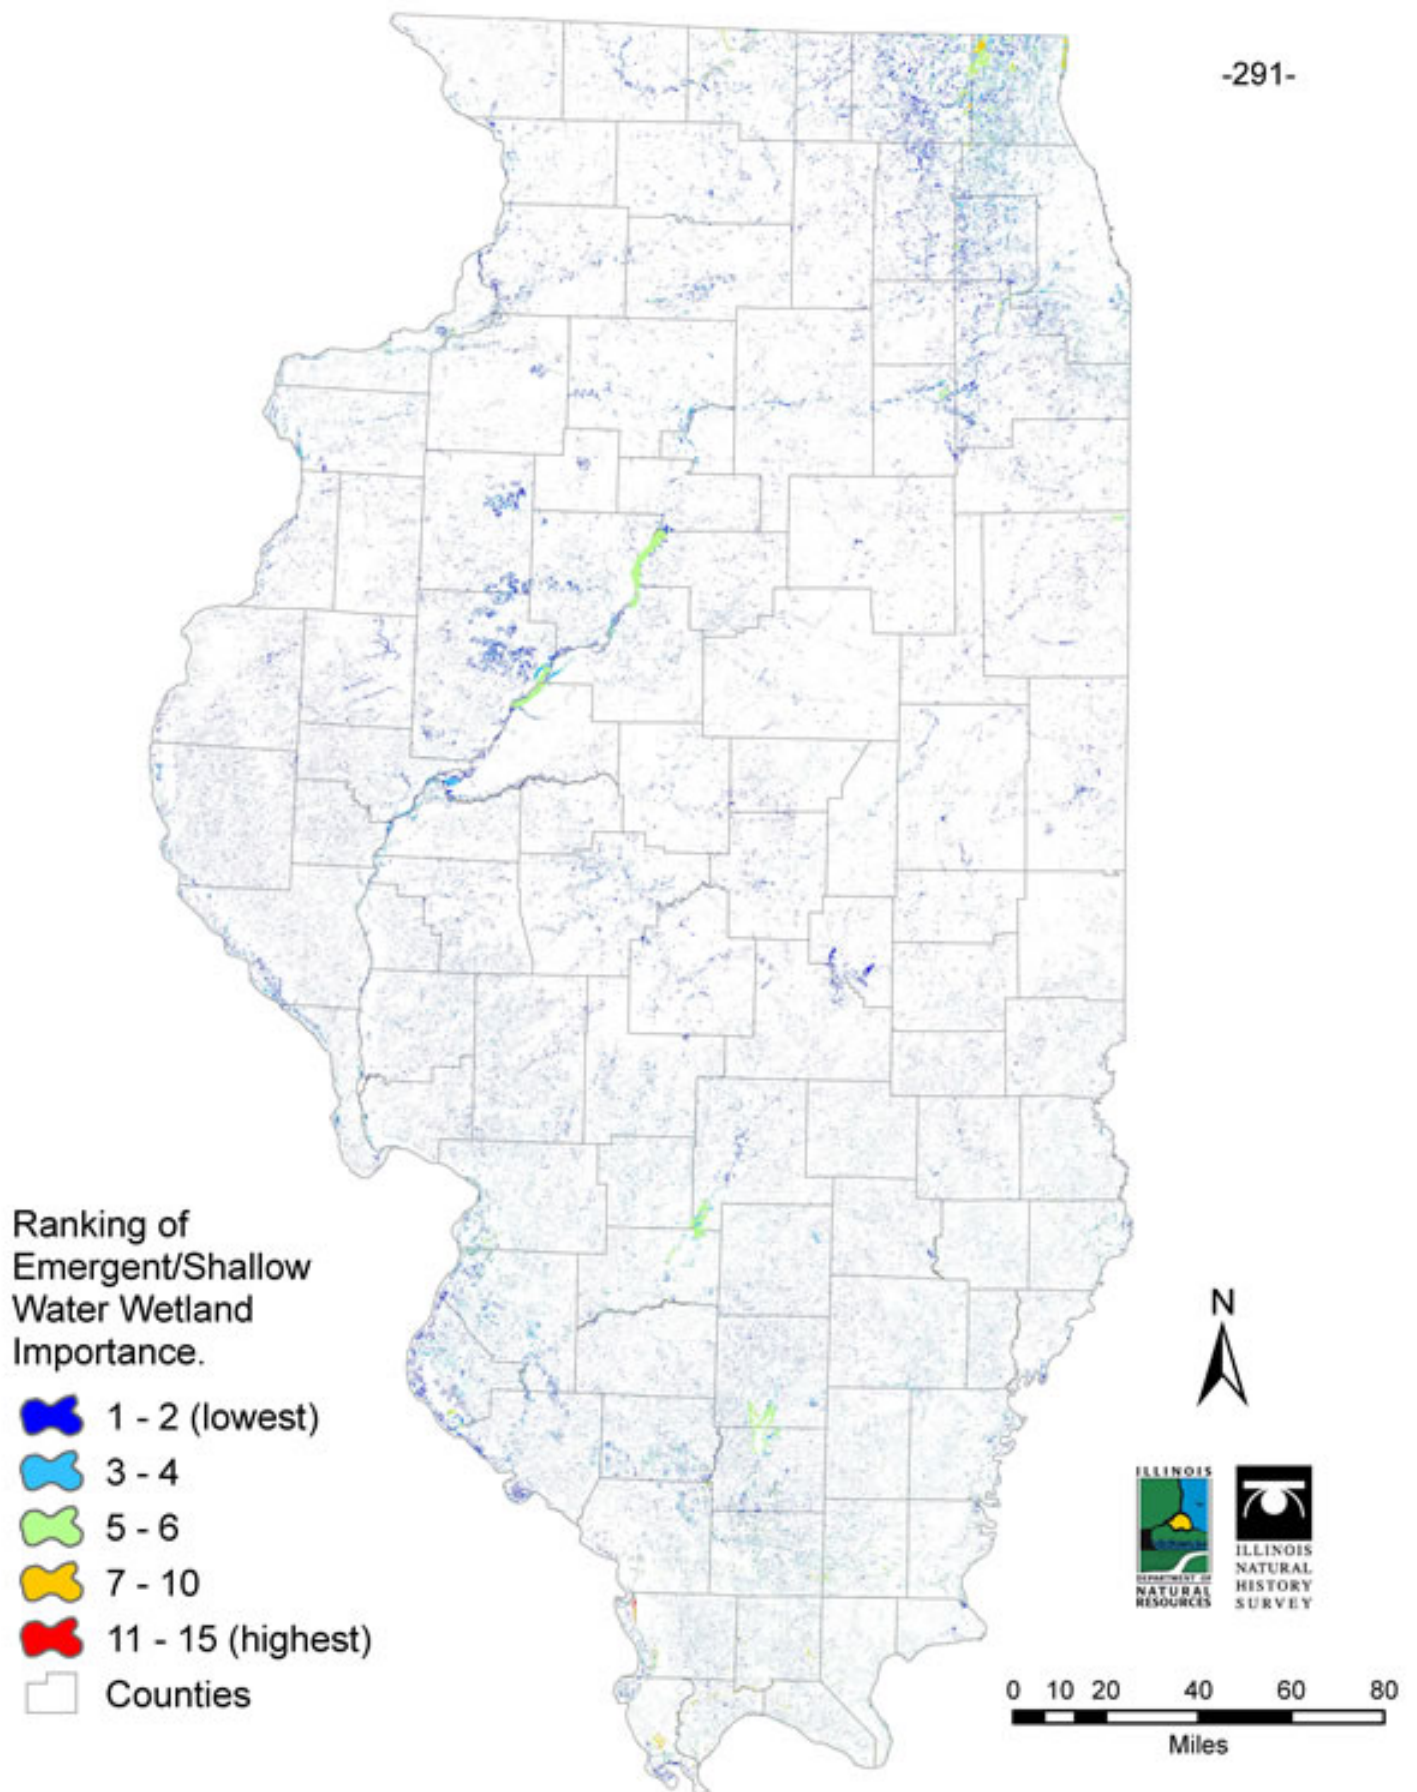 -291-
Ranking of
Emergent/Shallow
Water Wetland
Importance.
1 - 2 (lowest)
3 - 4
5 - 6
7 - 10
11 - 15 (highest)
Counties
N
ILLINOIS
DEPARTMENT OF
NATURAL
RESOURCES
ILLINOIS
NATURAL
HISTORY
SURVEY
0 10 20 40 60 80
Miles